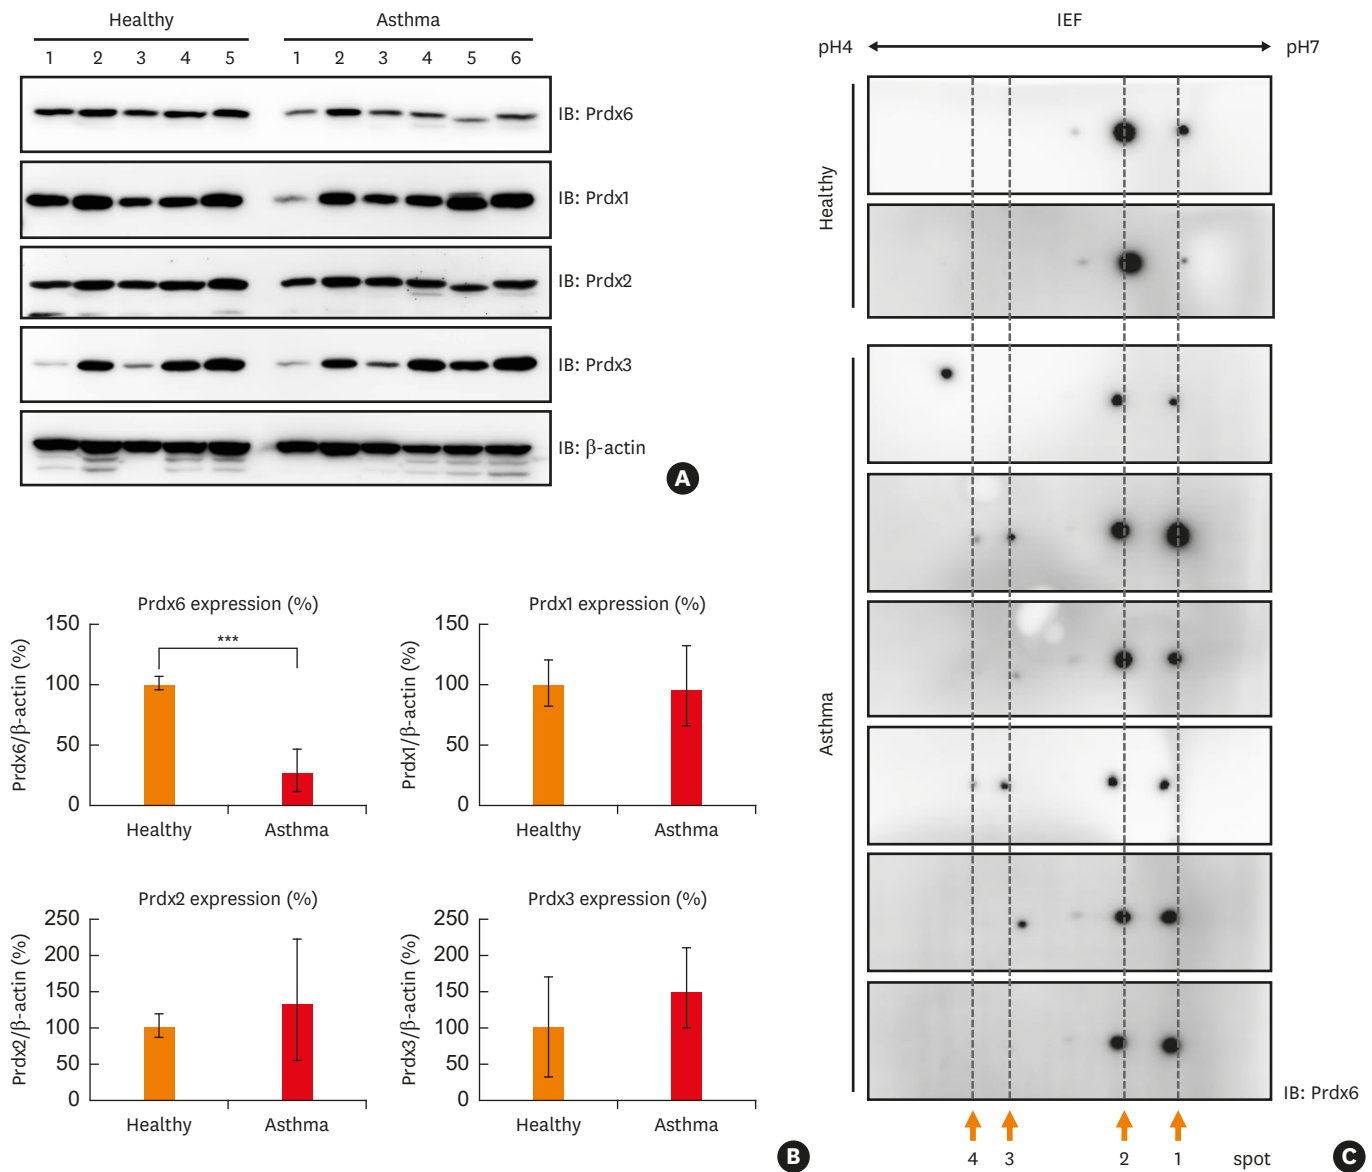 Healthy Asthma
1 2 3 4 5 1 2 3 4 5 6
IB: Prdx6
IB: Prdx1
IB: Prdx2
IB: Prdx3
IB: β-actin
A
Prdx6 expression (%)
Prdx6/β-actin (%)
150
100
50
0
***
Healthy Asthma
Prdx1 expression (%)
Prdx1/β-actin (%)
150
100
50
0
Healthy Asthma
Prdx2 expression (%)
Prdx2/β-actin (%)
250
200
150
100
50
0
Healthy Asthma
Prdx3 expression (%)
Prdx3/β-actin (%)
250
200
150
100
50
0
Healthy Asthma
B
IEF
pH4 pH7
Healthy
Asthma
IB: Prdx6
4 3 2 1 spot
C